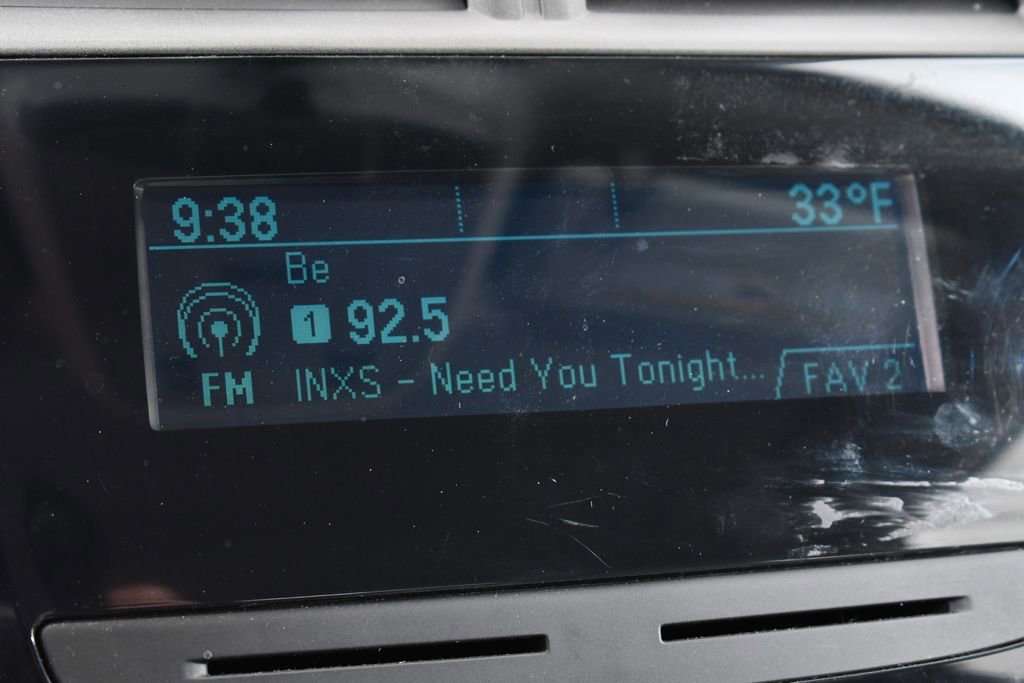 9:38 33°F
Be
1 92.5
FM INXS - Need You Tonight... FAV 2